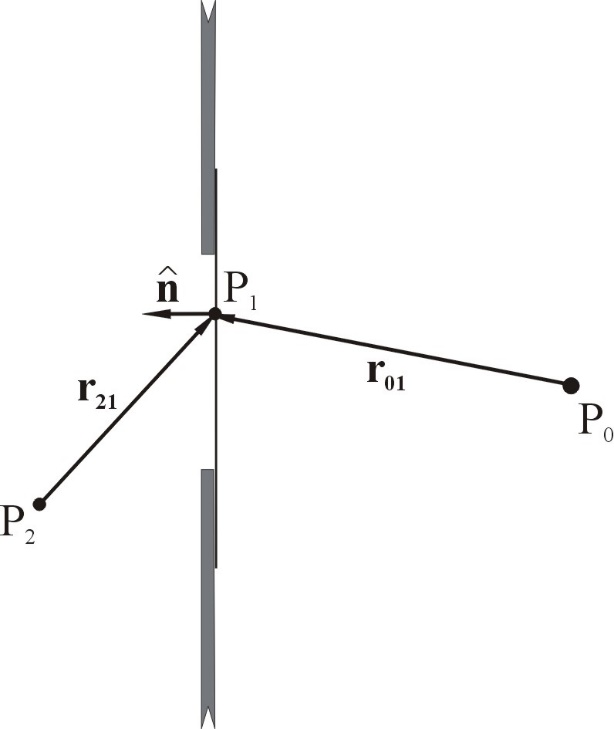 n̂
P₁
r₂₁
r₀₁
P₀
P₂